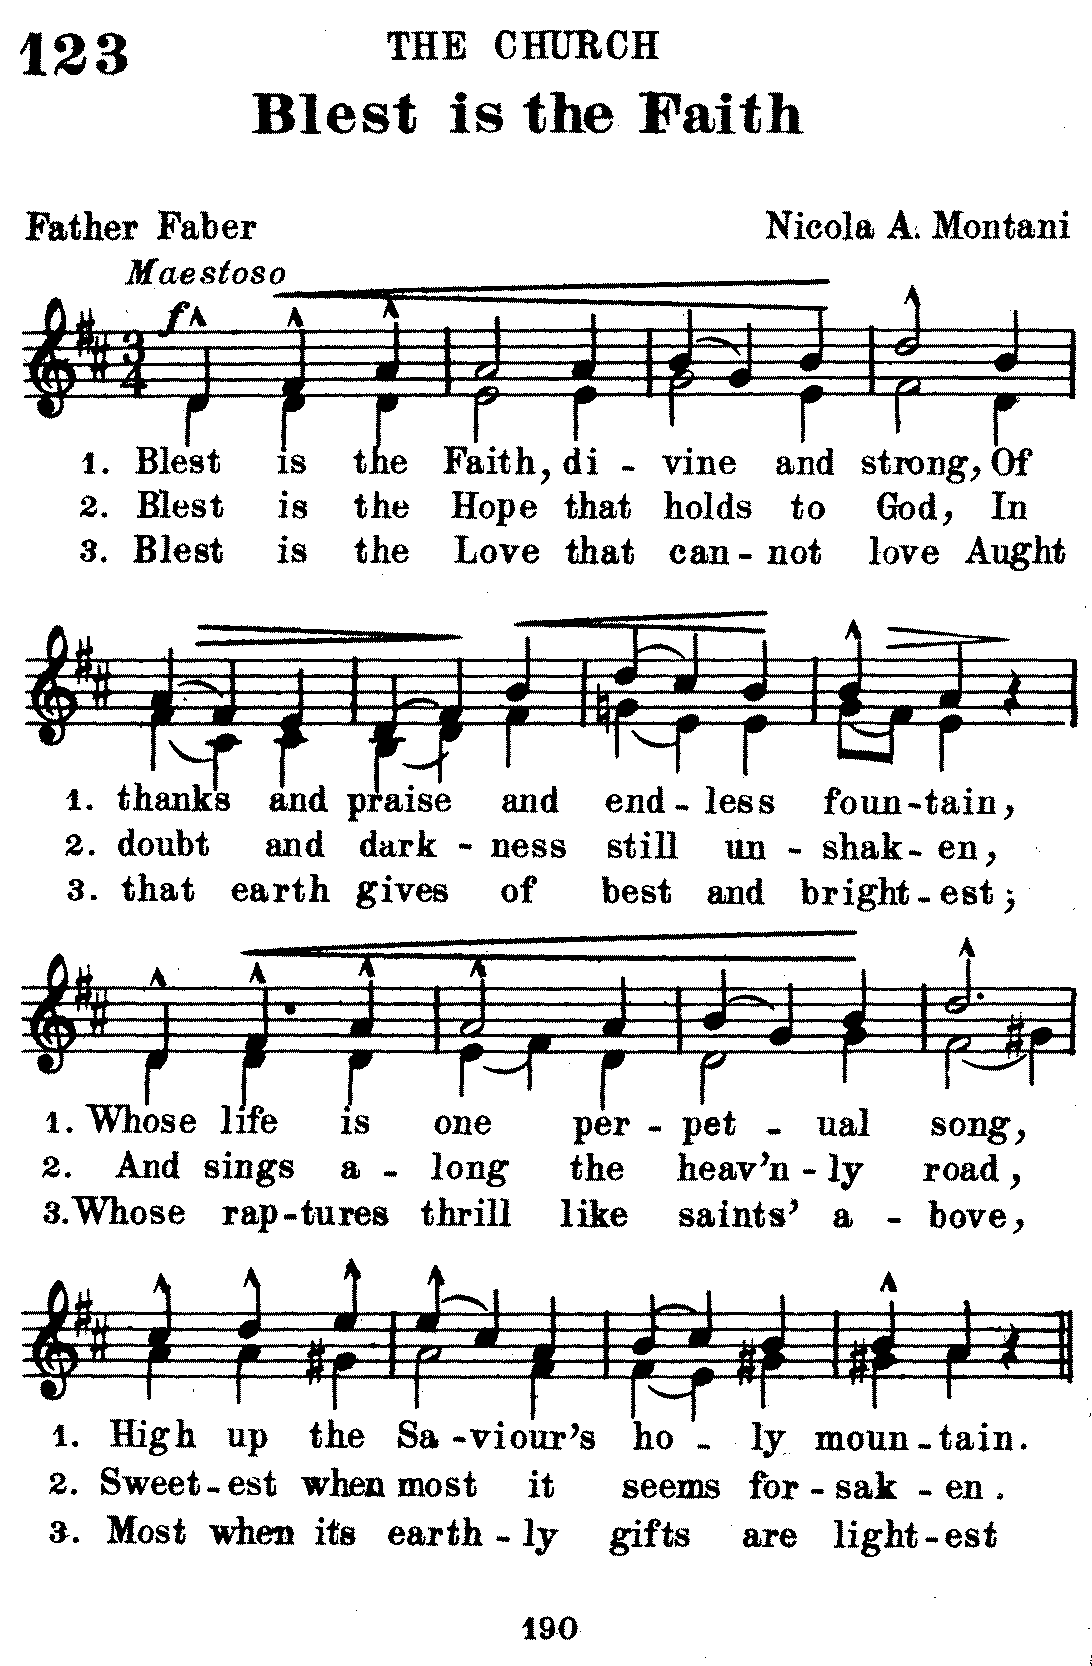 123 THE CHURCH
Blest is the Faith
Father Faber Nicola A. Montani
Maestoso
f
3
4
1. Blest is the Faith, di - vine and strong, Of
2. Blest is the Hope that holds to God, In
3. Blest is the Love that can - not love Aught
1. thanks and praise and end - less foun - tain,
2. doubt and dark - ness still un - shak - en,
3. that earth gives of best and bright - est;
1. Whose life is one per - pet - ual song,
2. And sings a - long the heav'n - ly road,
3. Whose rap - tures thrill like saints' a - bove,
1. High up the Sa - viour's ho - ly moun - tain.
2. Sweet - est when most it seems for - sak - en.
3. Most when its earth - ly gifts are light - est
190